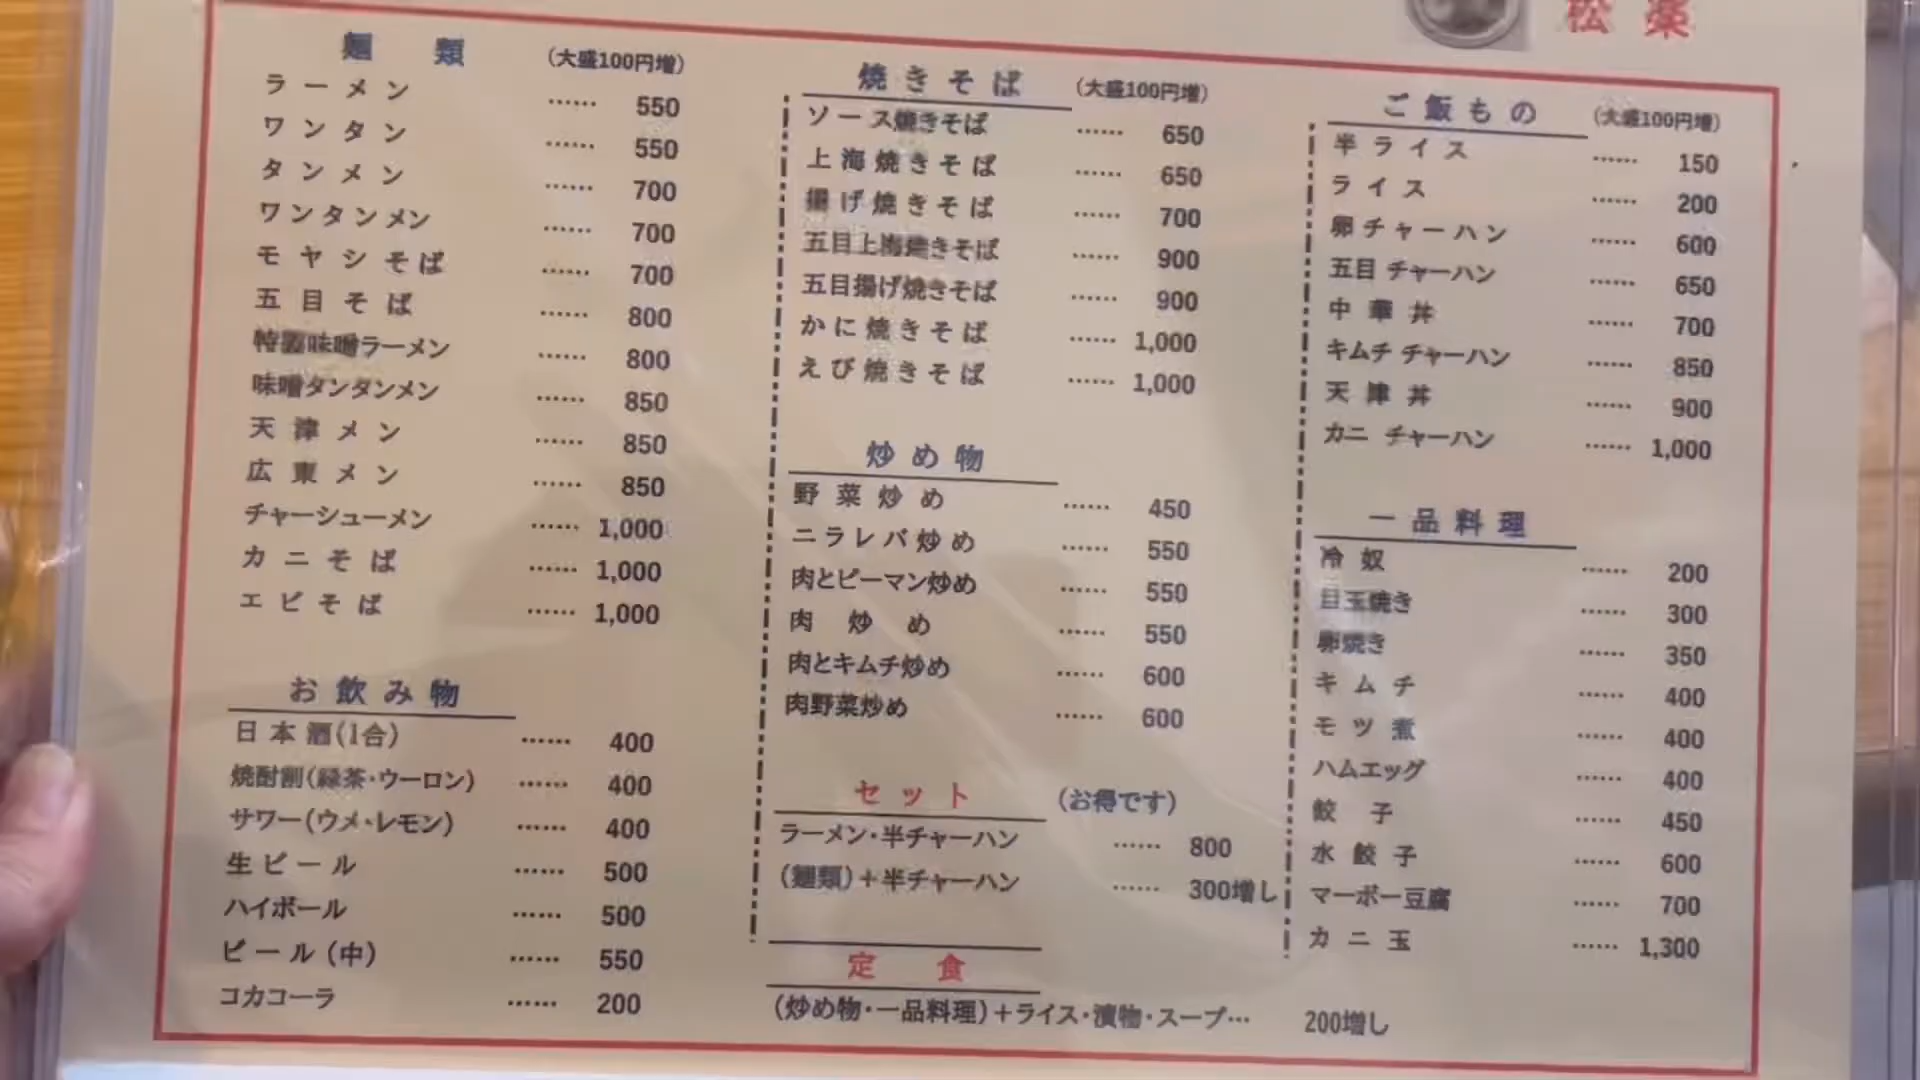 松楽
麺類 (大盛100円増)
ラーメン …… 550
ワンタン …… 550
タンメン …… 700
ワンタンメン …… 700
モヤシそば …… 700
五目そば …… 800
特製味噌ラーメン …… 800
味噌タンタンメン …… 850
天津メン …… 850
広東メン …… 850
チャーシューメン …… 1,000
カニそば …… 1,000
エビそば …… 1,000
お飲み物
日本酒(1合) …… 400
焼酎割(緑茶・ウーロン) …… 400
サワー(ウメ・レモン) …… 400
生ビール …… 500
ハイボール …… 500
ビール(中) …… 550
コカコーラ …… 200
焼きそば (大盛100円増)
ソース焼きそば …… 650
上海焼きそば …… 650
揚げ焼きそば …… 700
五目上海焼きそば …… 900
五目揚げ焼きそば …… 900
かに焼きそば …… 1,000
えび焼きそば …… 1,000
炒め物
野菜炒め …… 450
ニラレバ炒め …… 550
肉とピーマン炒め …… 550
肉炒め …… 550
肉とキムチ炒め …… 600
肉野菜炒め …… 600
セット (お得です)
ラーメン・半チャーハン …… 800
(麺類)+半チャーハン …… 300増し
定食
(炒め物・一品料理)+ライス・漬物・スープ… 200増し
ご飯もの (大盛100円増)
半ライス …… 150
ライス …… 200
卵チャーハン …… 600
五目チャーハン …… 650
中華丼 …… 700
キムチチャーハン …… 850
天津丼 …… 900
カニチャーハン …… 1,000
一品料理
冷奴 …… 200
目玉焼き …… 300
卵焼き …… 350
キムチ …… 400
モツ煮 …… 400
ハムエッグ …… 400
餃子 …… 450
水餃子 …… 600
マーボー豆腐 …… 700
カニ玉 …… 1,300